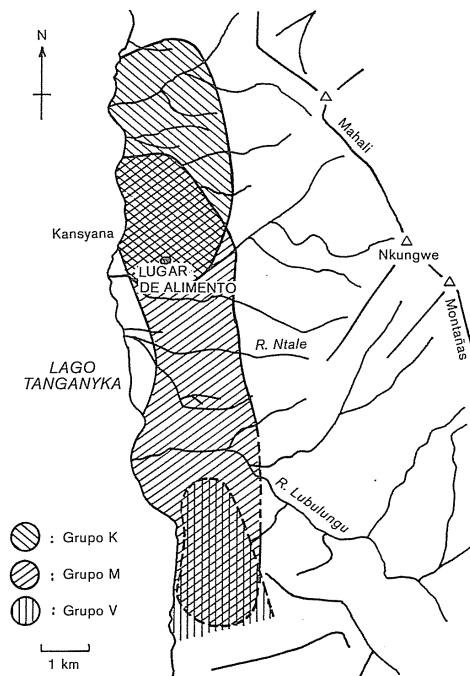 N
Mahali
Kansyana
Nkungwe
LUGAR
DE ALIMENTO
Montañas
R. Ntale
LAGO
TANGANYKA
R. Lubulungu
: Grupo K
: Grupo M
: Grupo V
1 km